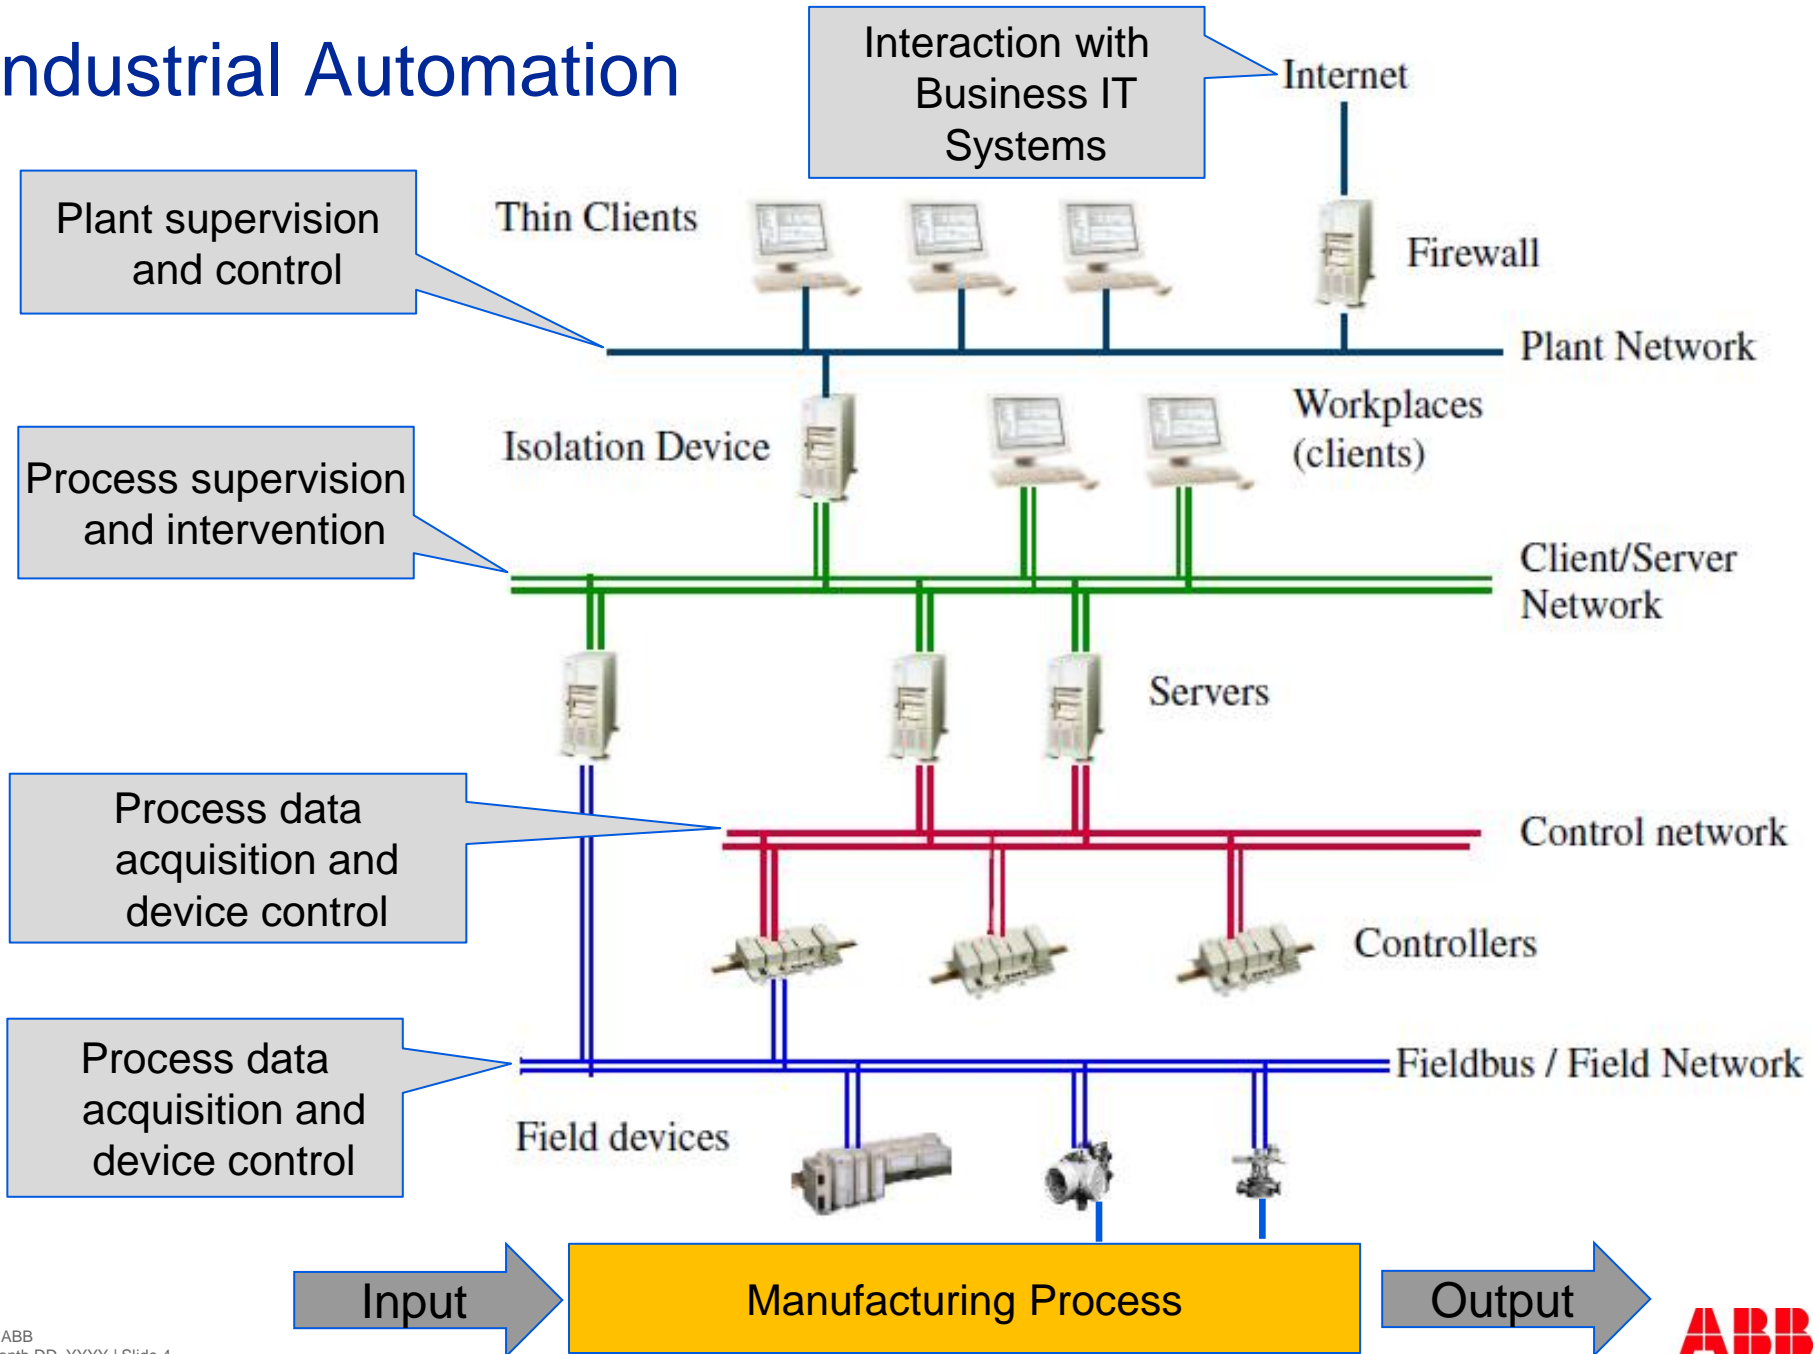 ndustrial Automation
Interaction with
Business IT
Systems
Internet
Plant supervision
and control
Thin Clients
Firewall
Plant Network
Workplaces
(clients)
Isolation Device
Process supervision
and intervention
Client/Server
Network
Servers
Process data
acquisition and
device control
Control network
Controllers
Process data
acquisition and
device control
Fieldbus / Field Network
Field devices
Input
Manufacturing Process
Output
ABB
ABB